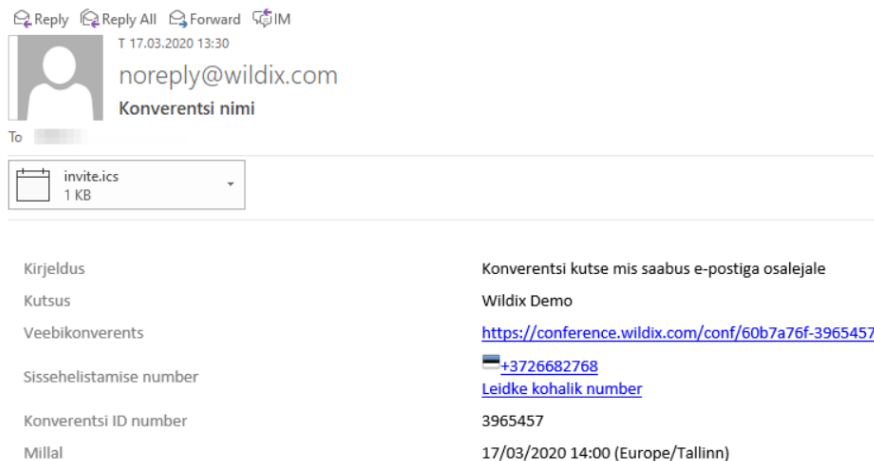 Reply Reply All Forward IM
T 17.03.2020 13:30
noreply@wildix.com
Konverentsi nimi
To
invite.ics
1 KB
Kirjeldus Konverentsi kutse mis saabus e-postiga osalejale
Kutsus Wildix Demo
Veebikonverents https://conference.wildix.com/conf/60b7a76f-3965457
Sissehelistamise number +3726682768
Leidke kohalik number
Konverentsi ID number 3965457
Millal 17/03/2020 14:00 (Europe/Tallinn)